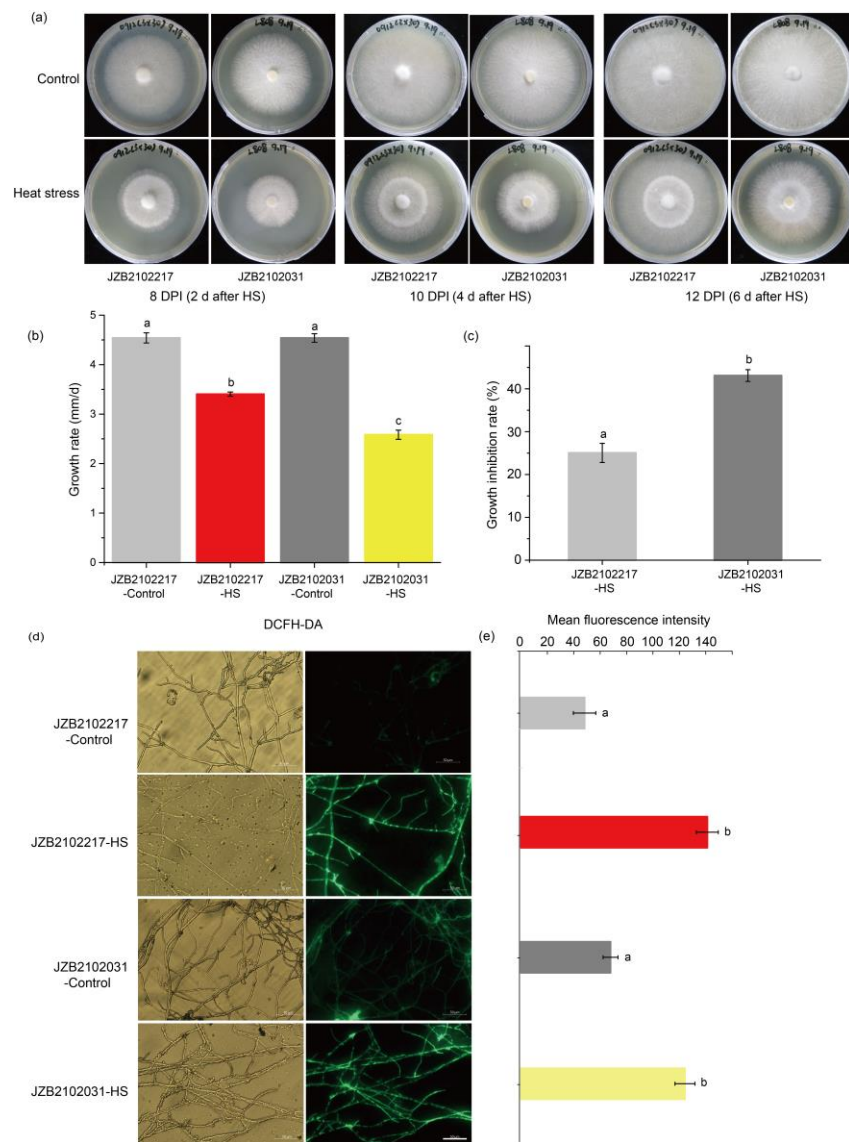 (a)
Control
Heat stress
JZB2102217
JZB2102031
JZB2102217
JZB2102031
JZB2102217
JZB2102031
8 DPI (2 d after HS)
10 DPI (4 d after HS)
12 DPI (6 d after HS)
(b)
Growth rate (mm/d)
5
4
3
2
1
0
a
b
a
c
JZB2102217
-Control
JZB2102217
-HS
JZB2102031
-Control
JZB2102031
-HS
(c)
Growth inhibition rate (%)
40
30
20
10
0
a
b
JZB2102217
-HS
JZB2102031
-HS
(d)
DCFH-DA
JZB2102217
-Control
JZB2102217-HS
JZB2102031
-Control
JZB2102031-HS
(e)
Mean fluorescence intensity
0 20 40 60 80 100 120 140
a
b
a
b